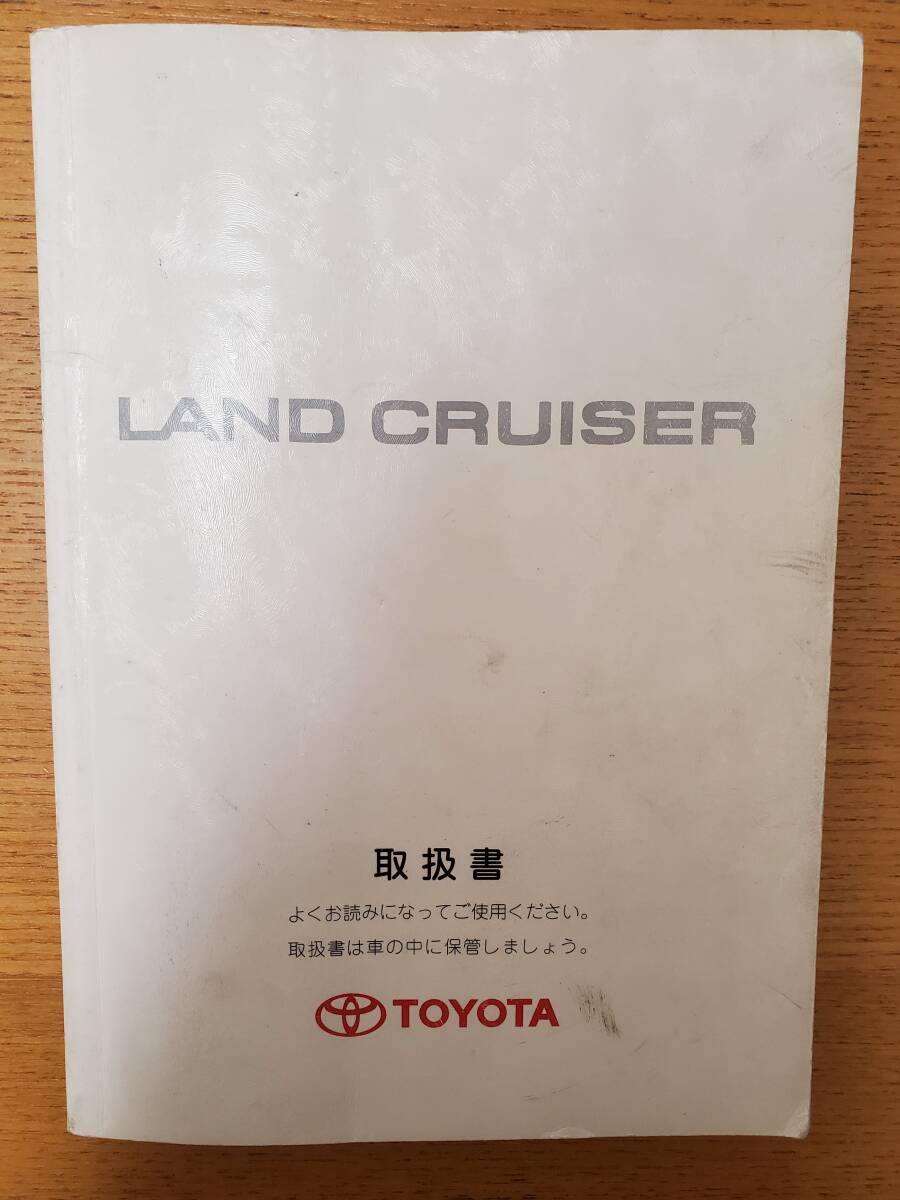 LAND CRUISER
取扱書
よくお読みになってご使用ください。
取扱書は車の中に保管しましょう。
TOYOTA